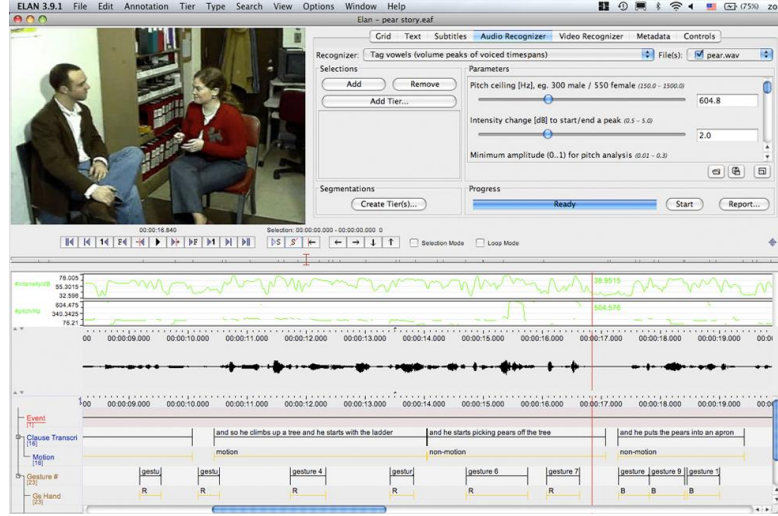 ELAN 3.9.1 File Edit Annotation Tier Type Search View Options Window Help (75%) 20
Elan - pear story.eaf
Grid Text Subtitles Audio Recognizer Video Recognizer Metadata Controls
Recognizer: Tag vowels (volume peaks of voiced timespans) File(s): pear.wav
Selections Parameters
Add Remove Pitch ceiling [Hz], eg. 300 male / 550 female (150.0 - 1500.0)
Add Tier... 604.8
Intensity change [dB] to start/end a peak (0.5 - 5.0)
2.0
Minimum amplitude (0..1) for pitch analysis (0.01 - 0.3)
Segmentations Progress
Create Tier(s)... Ready Start Report...
00:00:16.840 Selection: 00:00:00.000 - 00:00:00.000 0
Selection Mode Loop Mode
78.005
55.3015 38.9515
32.598
604.475
340.3425 504.576
76.21
00 00:00:09.000 00:00:10.000 00:00:11.000 00:00:12.000 00:00:13.000 00:00:14.000 00:00:15.000 00:00:16.000 00:00:17.000 00:00:18.000 00:00:19.000 00:00
00 00:00:09.000 00:00:10.000 00:00:11.000 00:00:12.000 00:00:13.000 00:00:14.000 00:00:15.000 00:00:16.000 00:00:17.000 00:00:18.000 00:00:19.000 00:00
Event
[1]
Clause Transcri and so he climbs up a tree and he starts with the ladder and he starts picking pears off the tree and he puts the pears into an apron
[16]
Motion motion non-motion non-motion
[16]
Gesture # gestu gestu gesture 4 gestur gesture 6 gesture 7 gesture gesture 9 gesture 1
[23]
Gs Hand R R R R R R B B B
[23]